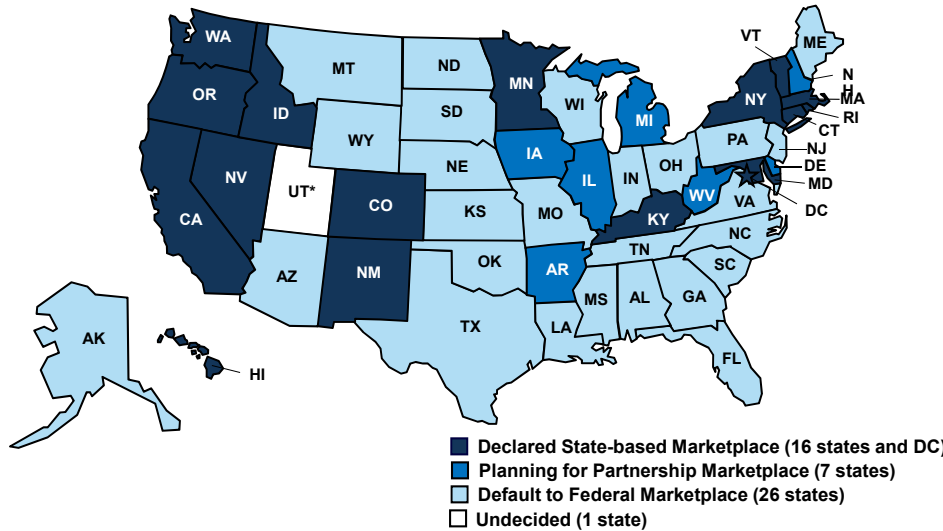 WA
VT
ME
MT
ND
MN
N
H
OR
ID
SD
WI
NY
MA
MI
RI
WY
CT
IA
PA
NJ
NE
NV
IL
IN
OH
DE
UT*
WV
MD
CO
VA
CA
KS
MO
KY
DC
NC
TN
OK
AR
AZ
NM
SC
MS
AL
GA
TX
LA
AK
FL
HI
Declared State-based Marketplace (16 states and DC)
Planning for Partnership Marketplace (7 states)
Default to Federal Marketplace (26 states)
Undecided (1 state)